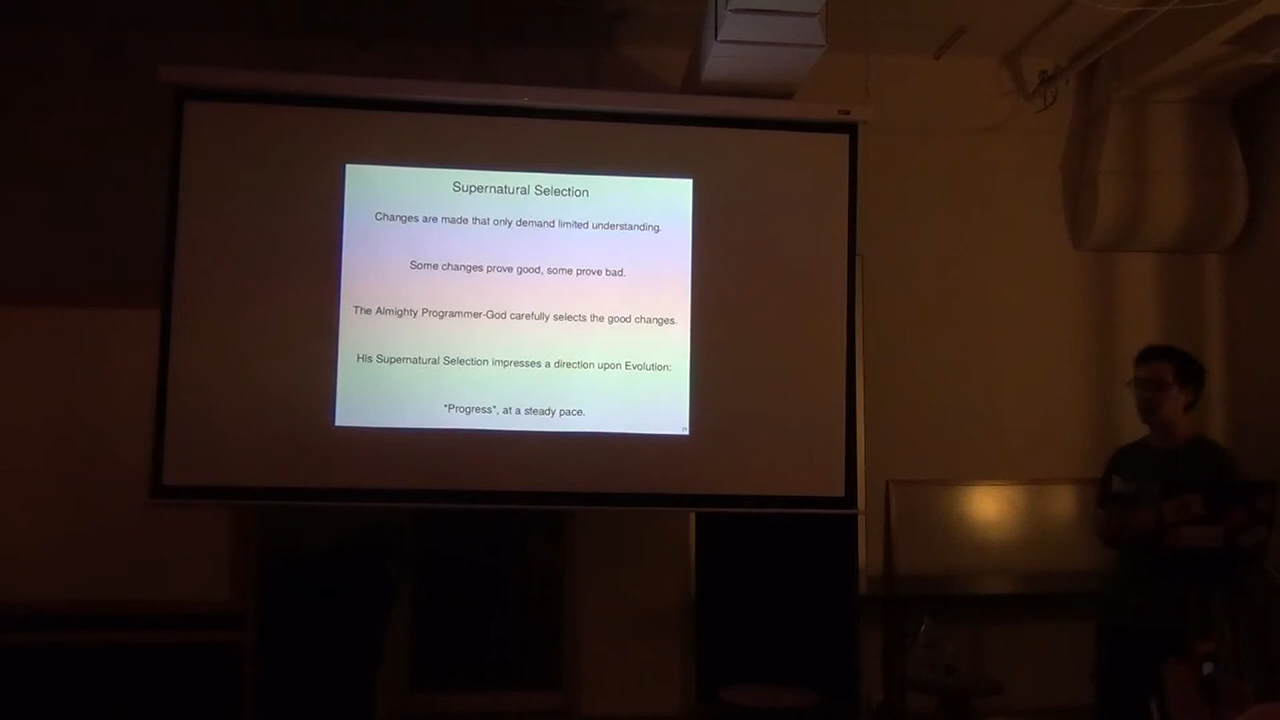 Supernatural Selection
Changes are made that only demand limited understanding.
Some changes prove good, some prove bad.
The Almighty Programmer-God carefully selects the good changes.
His Supernatural Selection impresses a direction upon Evolution:
"Progress", at a steady pace.